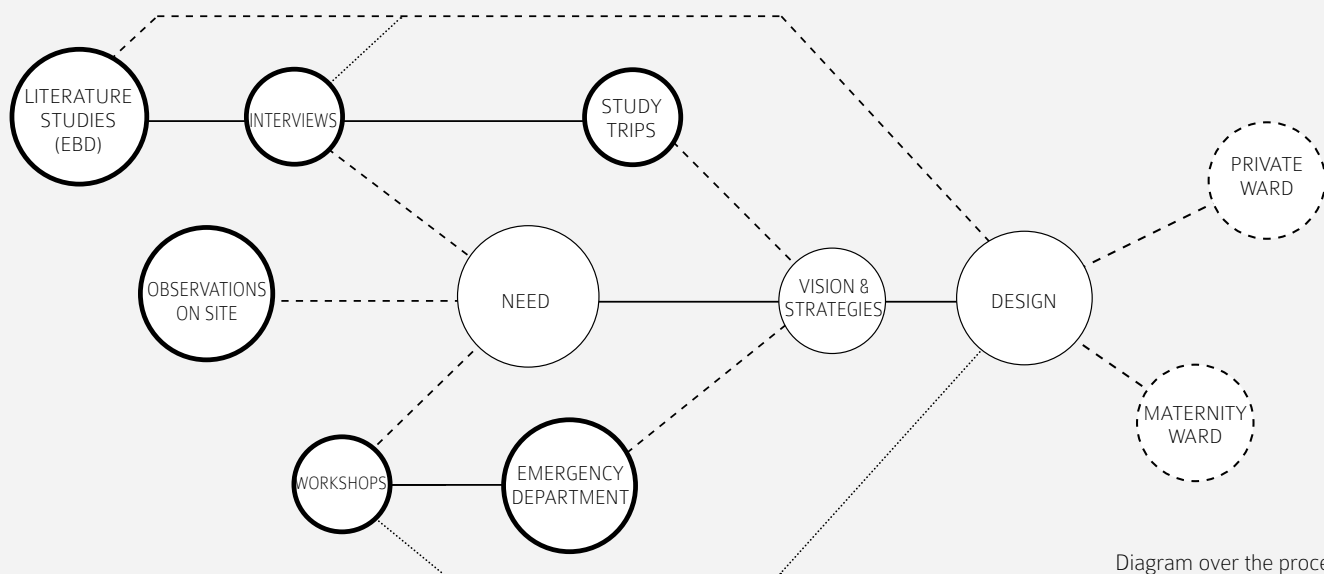 LITERATURE
STUDIES
(EBD)
INTERVIEWS
STUDY
TRIPS
PRIVATE
WARD
OBSERVATIONS
ON SITE
NEED
VISION &
STRATEGIES
DESIGN
MATERNITY
WARD
WORKSHOPS
EMERGENCY
DEPARTMENT
Diagram over the